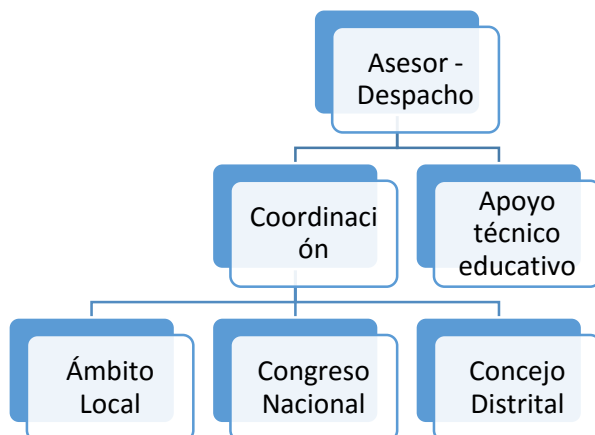 Asesor -
Despacho
Coordinaci
ón
Apoyo
técnico
educativo
Ámbito
Local
Congreso
Nacional
Concejo
Distrital